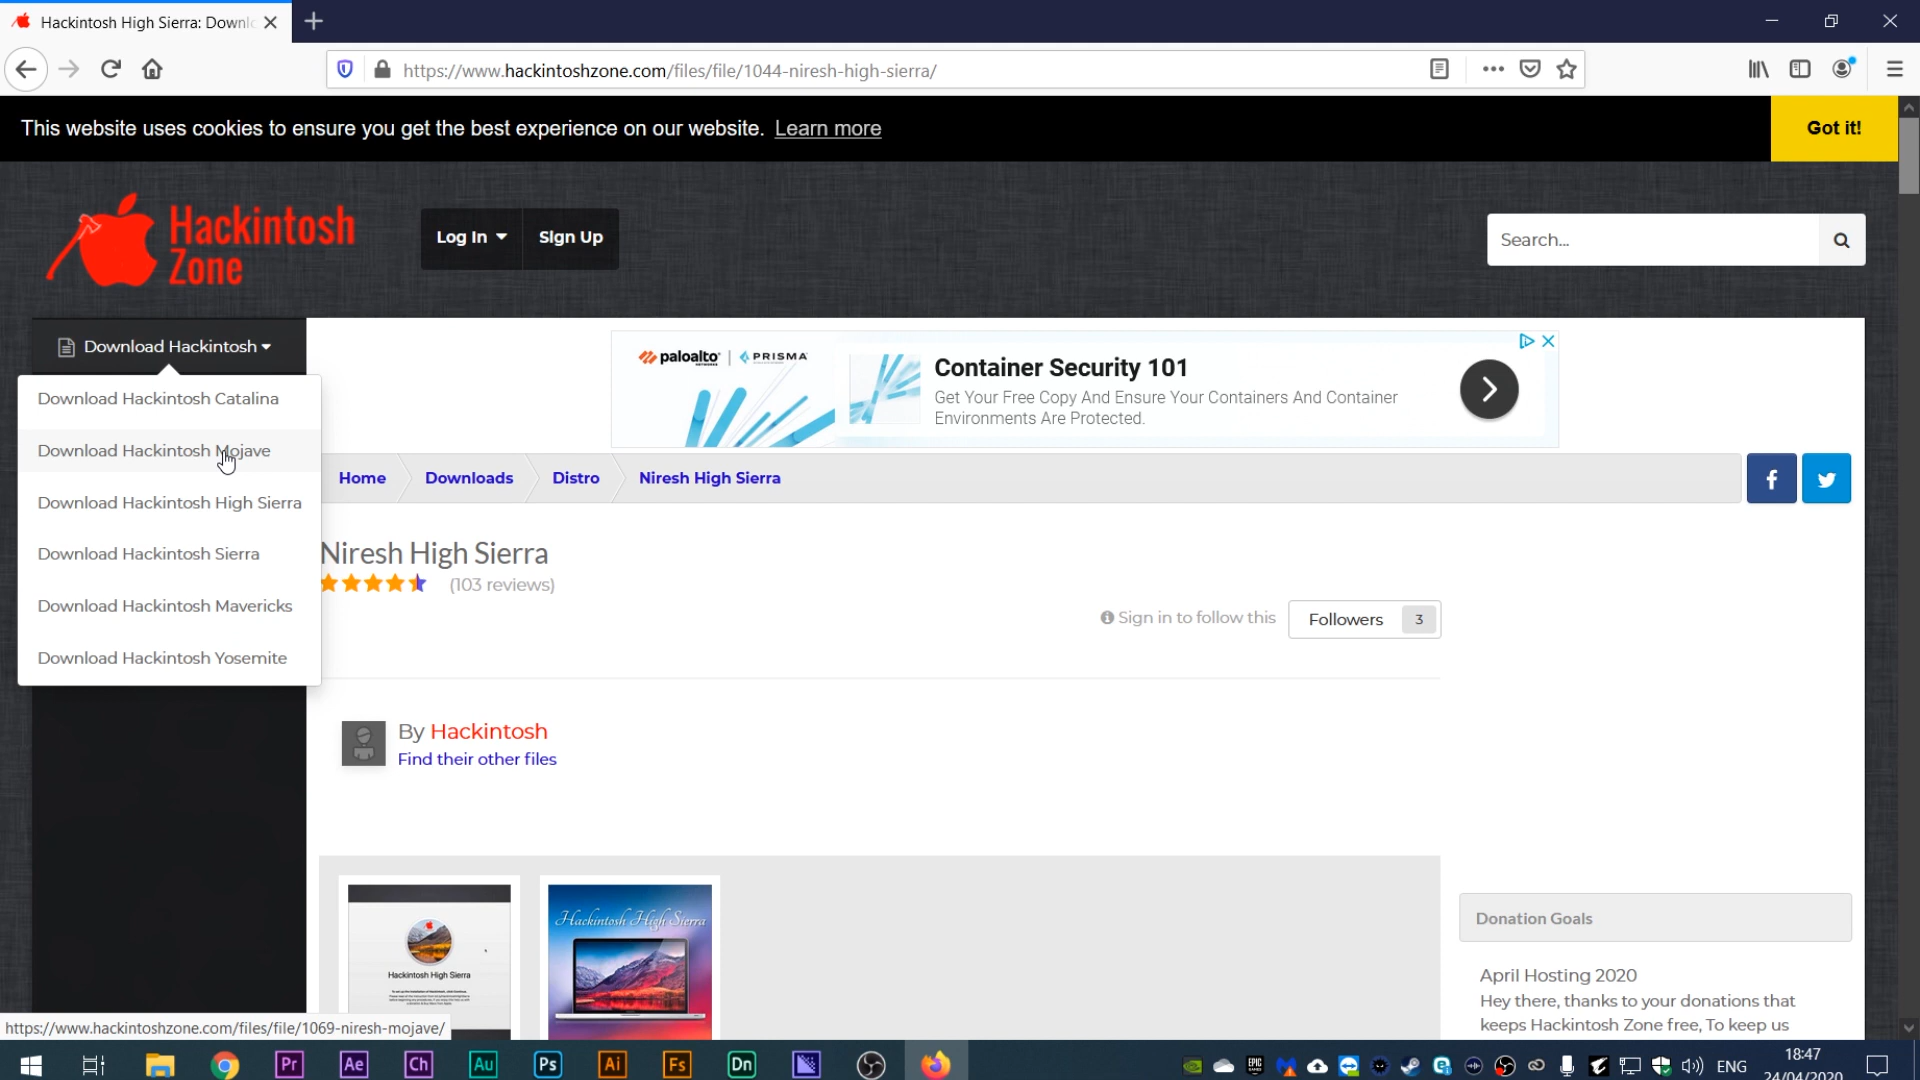 Hackintosh High Sierra: Downl
https://www.hackintoshzone.com/files/file/1044-niresh-high-sierra/
This website uses cookies to ensure you get the best experience on our website. Learn more
Got it!
Hackintosh
Zone
Log In
Sign Up
Search...
Download Hackintosh
Download Hackintosh Catalina
Download Hackintosh Mojave
Download Hackintosh High Sierra
Download Hackintosh Sierra
Download Hackintosh Mavericks
Download Hackintosh Yosemite
paloalto NETWORKS | PRISMA
Container Security 101
Get Your Free Copy And Ensure Your Containers And Container
Environments Are Protected.
Home
Downloads
Distro
Niresh High Sierra
Niresh High Sierra
(103 reviews)
Sign in to follow this
Followers 3
By Hackintosh
Find their other files
Hackintosh High Sierra
Hackintosh High Sierra
Donation Goals
April Hosting 2020
Hey there, thanks to your donations that
keeps Hackintosh Zone free, To keep us
https://www.hackintoshzone.com/files/file/1069-niresh-mojave/
Pr
Ae
Ch
Au
Ps
Ai
Fs
Dn
EPIC
ENG
18:47
24/04/2020